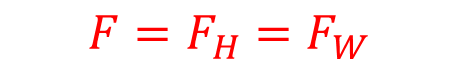 F = F_H = F_W